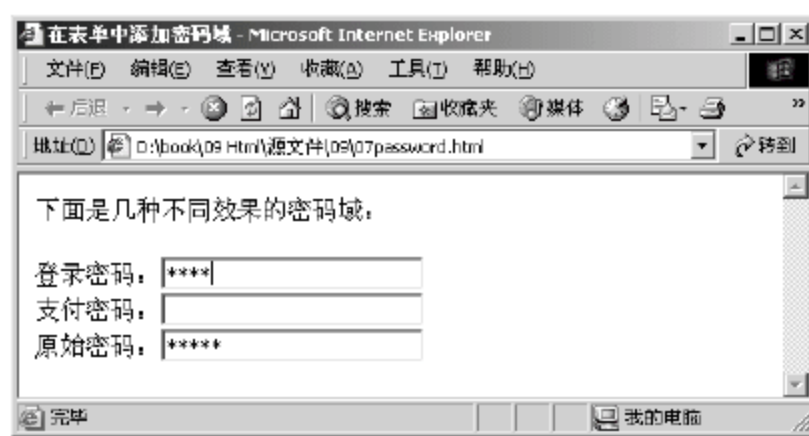 在表单中添加密码域 - Microsoft Internet Explorer
文件(F) 编辑(E) 查看(V) 收藏(A) 工具(T) 帮助(H)
后退 搜索 收藏夹 媒体 »
地址(D) D:\book\09 Html\源文件\09\07password.html 转到
下面是几种不同效果的密码域：
登录密码：****
支付密码：
原始密码：*****
完毕 我的电脑